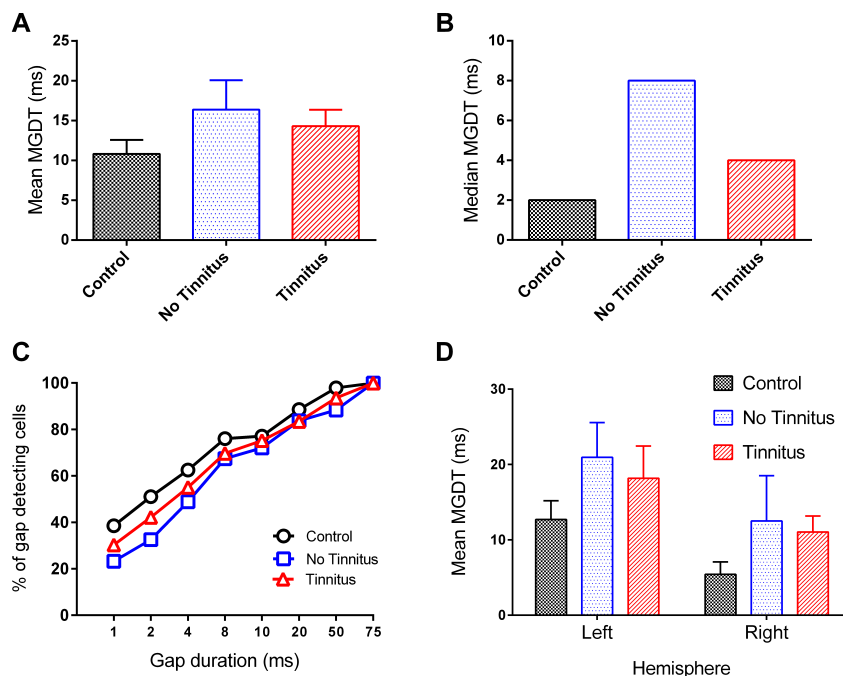 A
Mean MGDT (ms)
25
20
15
10
5
0
Control
No Tinnitus
Tinnitus
B
Median MGDT (ms)
10
8
6
4
2
0
Control
No Tinnitus
Tinnitus
C
% of gap detecting cells
100
80
60
40
20
0
Control
No Tinnitus
Tinnitus
1 2 4 8 10 20 50 75
Gap duration (ms)
D
Mean MGDT (ms)
30
20
10
0
Control
No Tinnitus
Tinnitus
Left Right
Hemisphere